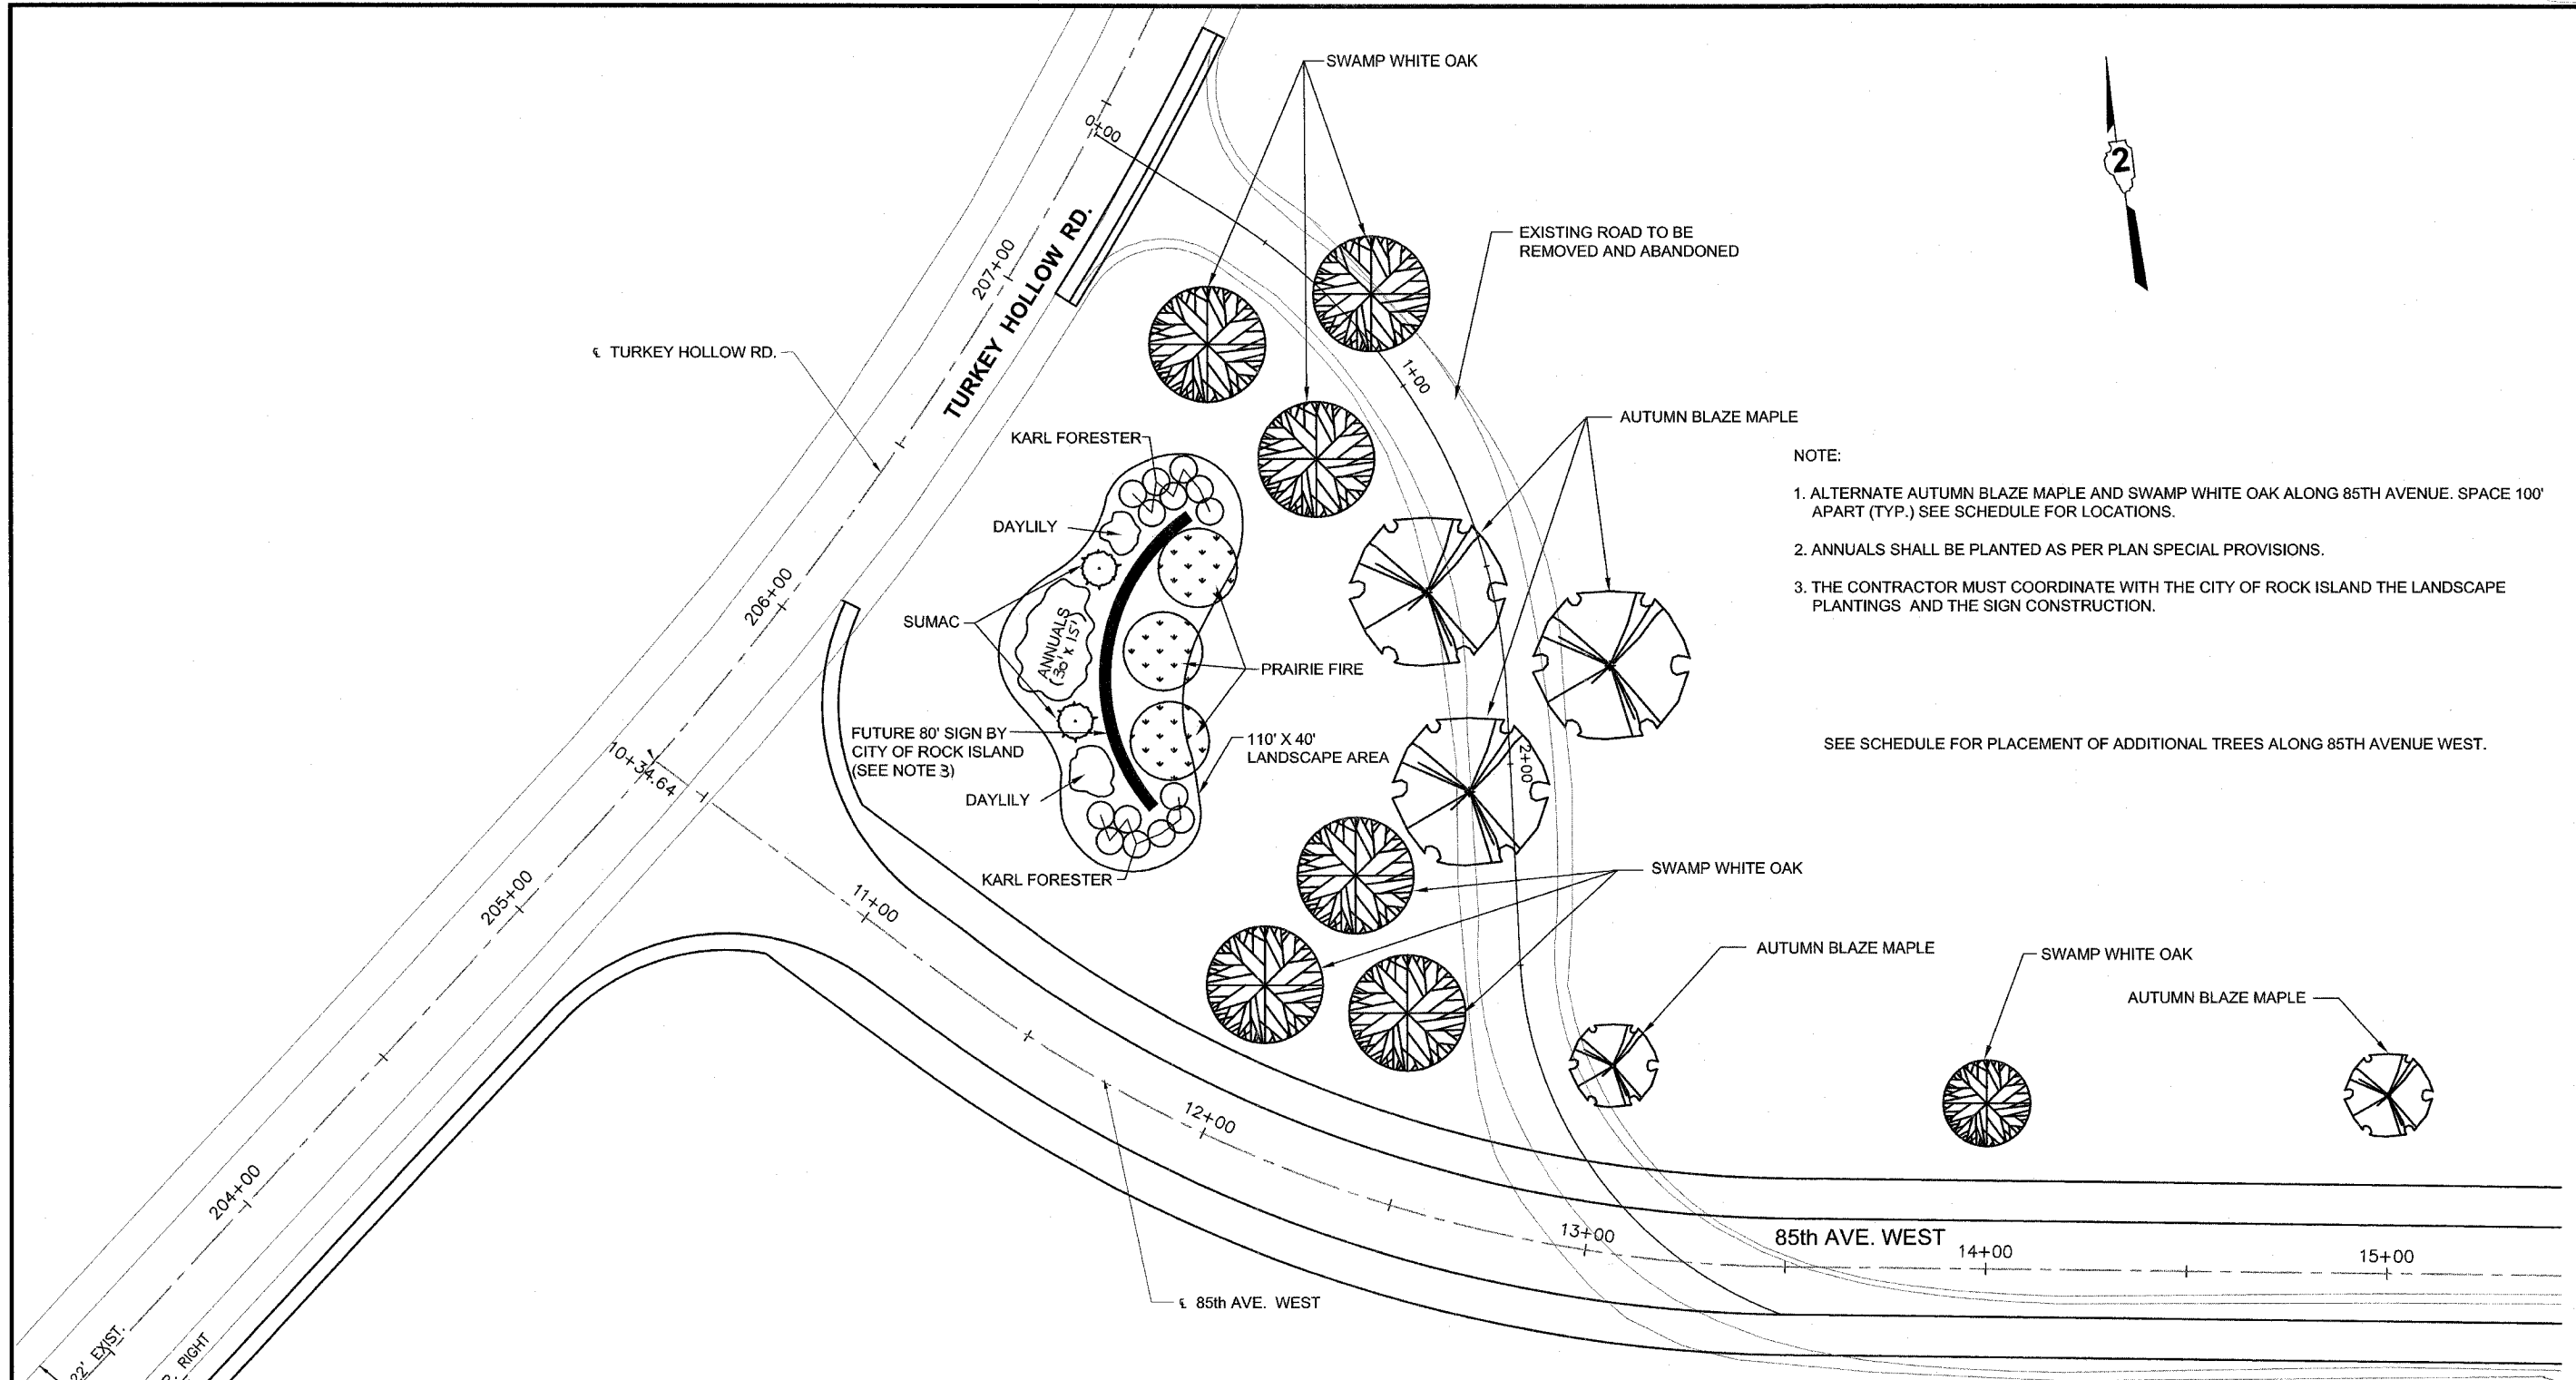 SWAMP WHITE OAK
2
0+00
EXISTING ROAD TO BE
REMOVED AND ABANDONED
207+00
TURKEY HOLLOW RD.
℄ TURKEY HOLLOW RD.
1+00
AUTUMN BLAZE MAPLE
KARL FORESTER
NOTE:
1. ALTERNATE AUTUMN BLAZE MAPLE AND SWAMP WHITE OAK ALONG 85TH AVENUE. SPACE 100'
APART (TYP.) SEE SCHEDULE FOR LOCATIONS.
DAYLILY
2. ANNUALS SHALL BE PLANTED AS PER PLAN SPECIAL PROVISIONS.
206+00
3. THE CONTRACTOR MUST COORDINATE WITH THE CITY OF ROCK ISLAND THE LANDSCAPE
PLANTINGS AND THE SIGN CONSTRUCTION.
SUMAC
ANNUALS
(30' X 15')
PRAIRIE FIRE
FUTURE 80' SIGN BY
CITY OF ROCK ISLAND
(SEE NOTE 3)
110' X 40'
LANDSCAPE AREA
2+00
SEE SCHEDULE FOR PLACEMENT OF ADDITIONAL TREES ALONG 85TH AVENUE WEST.
10+34.64
DAYLILY
KARL FORESTER
SWAMP WHITE OAK
205+00
11+00
AUTUMN BLAZE MAPLE
SWAMP WHITE OAK
AUTUMN BLAZE MAPLE
12+00
204+00
13+00
85th AVE. WEST
14+00
15+00
℄ 85th AVE. WEST
22' EXIST.
RIGHT